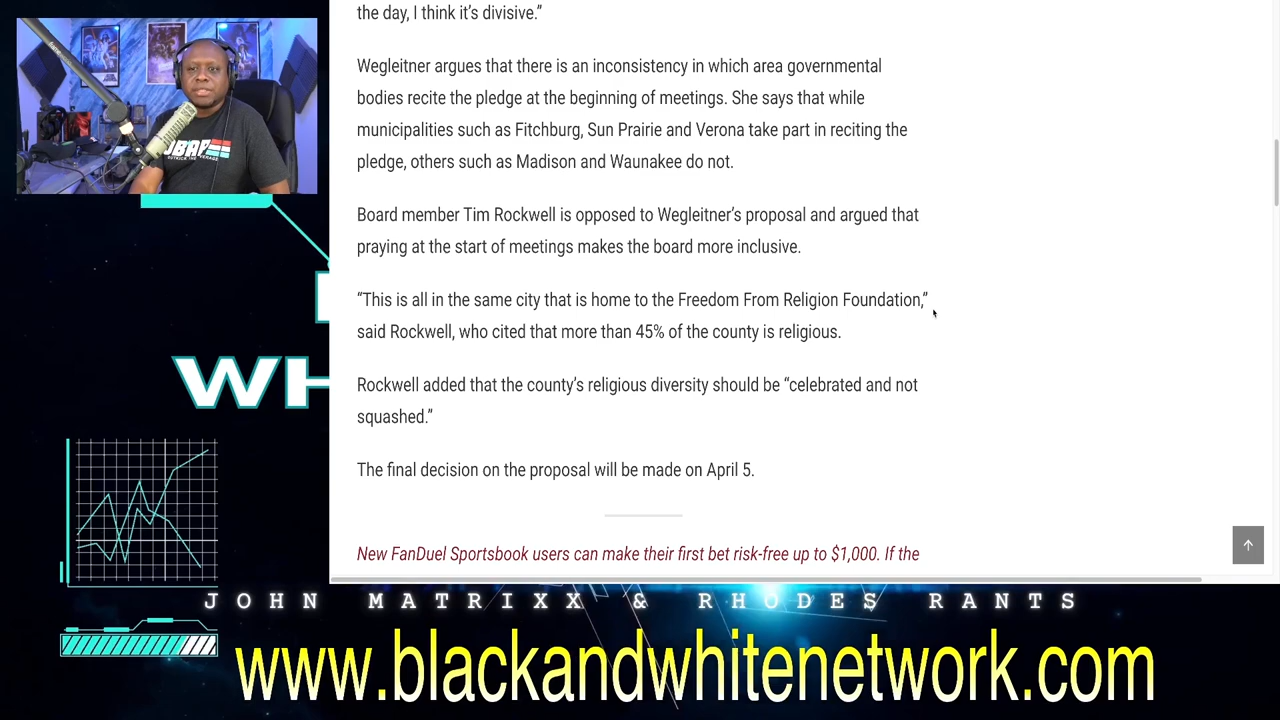 the day, I think it’s divisive.”
Wegleitner argues that there is an inconsistency in which area governmental
bodies recite the pledge at the beginning of meetings. She says that while
municipalities such as Fitchburg, Sun Prairie and Verona take part in reciting the
pledge, others such as Madison and Waunakee do not.
Board member Tim Rockwell is opposed to Wegleitner’s proposal and argued that
praying at the start of meetings makes the board more inclusive.
“This is all in the same city that is home to the Freedom From Religion Foundation,”
said Rockwell, who cited that more than 45% of the county is religious.
Rockwell added that the county’s religious diversity should be “celebrated and not
squashed.”
The final decision on the proposal will be made on April 5.
New FanDuel Sportsbook users can make their first bet risk-free up to $1,000. If the
WH
JOHN MATRIXX & RHODES RANTS
www.blackandwhitenetwork.com